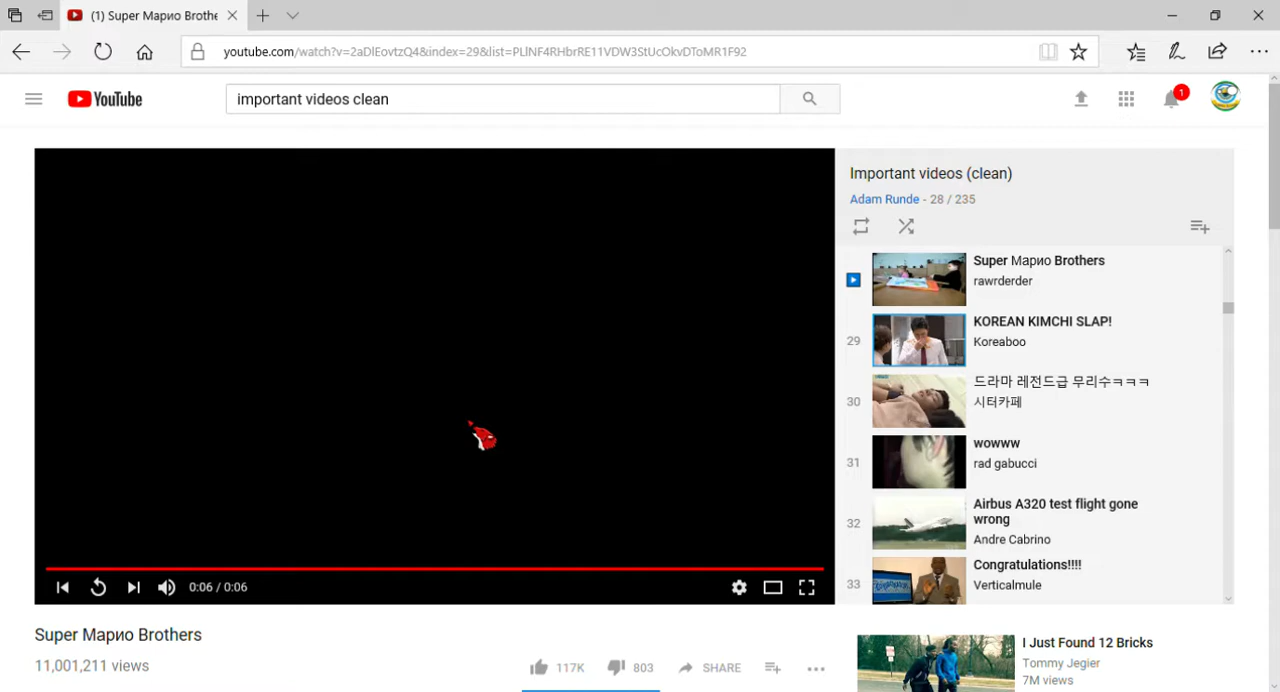 (1) Super Марио Brothe
youtube.com/watch?v=2aDlEovtzQ4&index=29&list=PLlNF4RHbrRE11VDW3StUcOkvDToMR1F92
YouTube
important videos clean
1
Important videos (clean)
Adam Runde - 28 / 235
Super Марио Brothers
rawrderder
29
KOREAN KIMCHI SLAP!
Koreaboo
30
드라마 레전드급 무리수ㅋㅋㅋ
시터카페
31
wowww
rad gabucci
32
Airbus A320 test flight gone
wrong
Andre Cabrino
33
Congratulations!!!!
Verticalmule
0:06 / 0:06
Super Марио Brothers
11,001,211 views
117K
803
SHARE
I Just Found 12 Bricks
Tommy Jegier
7M views